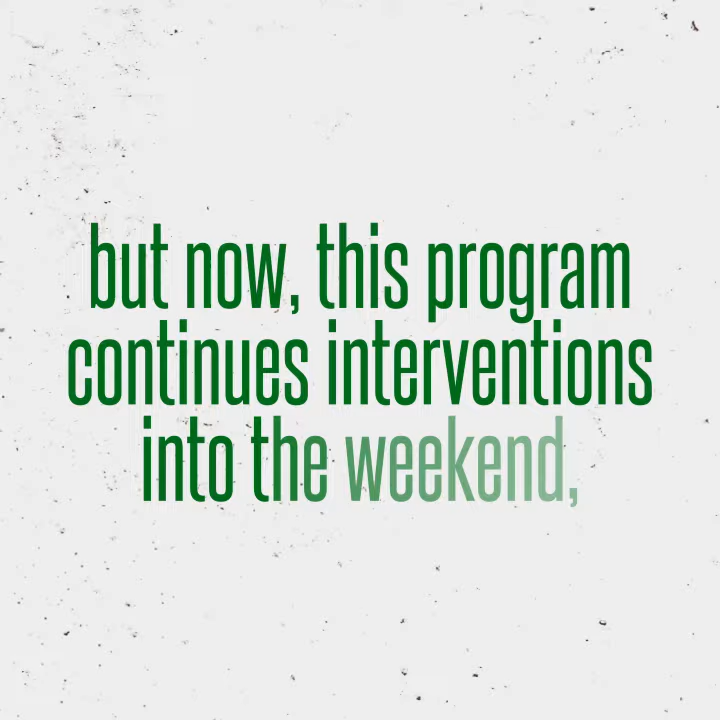 but now, this program
continues interventions
into the weekend,